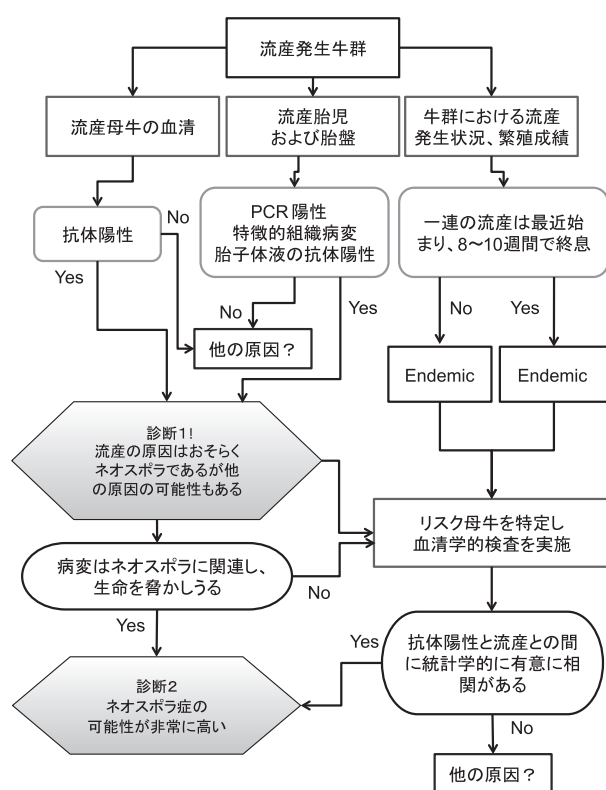 流産発生牛群
流産母牛の血清
流産胎児
および胎盤
牛群における流産
発生状況、繁殖成績
抗体陽性
No
Yes
PCR 陽性
特徴的組織病変
胎子体液の抗体陽性
No
Yes
他の原因？
一連の流産は最近始
まり、8〜10週間で終息
No
Yes
Endemic
Endemic
診断1!
流産の原因はおそらく
ネオスポラであるが他
の原因の可能性もある
リスク母牛を特定し
血清学的検査を実施
病変はネオスポラに関連し、
生命を脅かしうる
No
Yes
抗体陽性と流産との間
に統計学的に有意に相
関がある
Yes
No
診断2
ネオスポラ症の
可能性が非常に高い
他の原因？